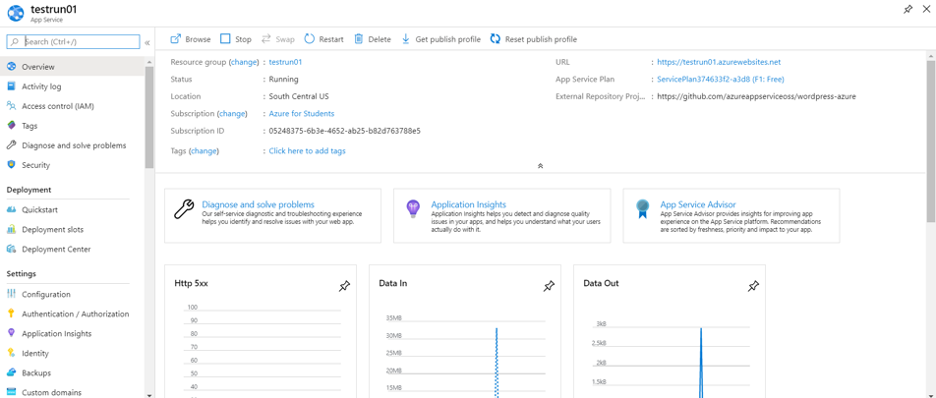 testrun01
App Service
Search (Ctrl+/)
«
Overview
Activity log
Access control (IAM)
Tags
Diagnose and solve problems
Security
Deployment
Quickstart
Deployment slots
Deployment Center
Settings
Configuration
Authentication / Authorization
Application Insights
Identity
Backups
Custom domains
Browse Stop Swap Restart Delete Get publish profile Reset publish profile
Resource group (change) : testrun01
Status : Running
Location : South Central US
Subscription (change) : Azure for Students
Subscription ID : 05248375-6b3e-4652-ab25-b82d763788e5
Tags (change) : Click here to add tags
URL : https://testrun01.azurewebsites.net
App Service Plan : ServicePlan374633f2-a3d8 (F1: Free)
External Repository Proj... : https://github.com/azureappserviceoss/wordpress-azure
Diagnose and solve problems
Our self-service diagnostic and troubleshooting experience
helps you identify and resolve issues with your web app.
Application Insights
Application Insights helps you detect and diagnose quality
issues in your apps, and helps you understand what your users
actually do with it.
App Service Advisor
App Service Advisor provides insights for improving app
experience on the App Service platform. Recommendations
are sorted by freshness, priority and impact to your app.
Http 5xx
100
90
80
70
60
50
40
Data In
35MB
30MB
25MB
20MB
15MB
Data Out
3kB
2.5kB
2kB
1.5kB